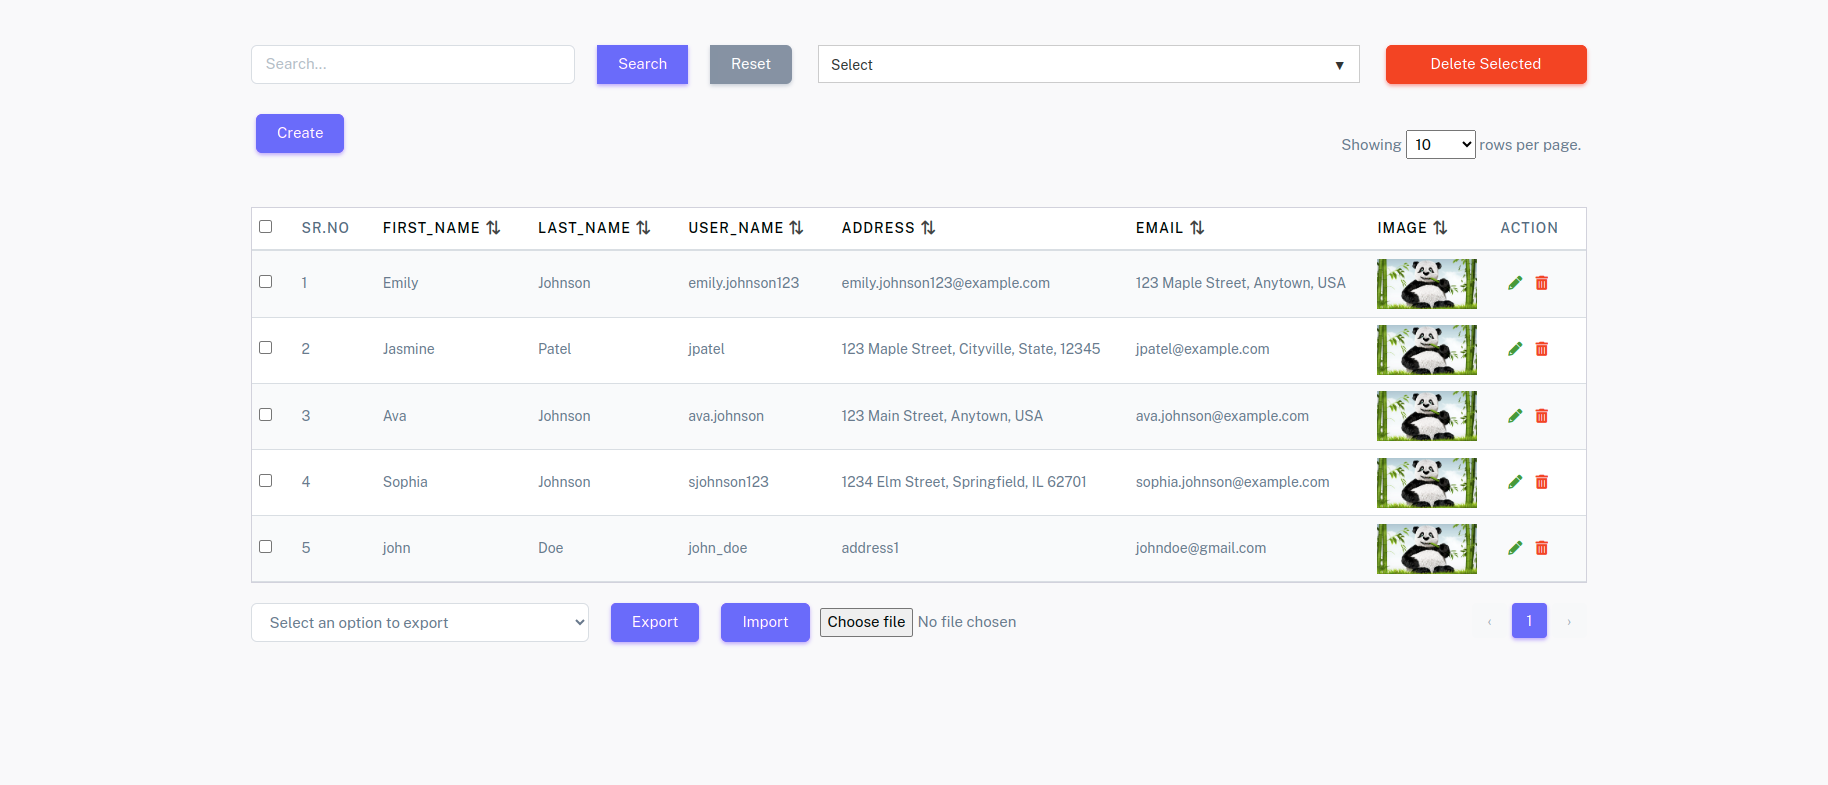 Search... Search Reset Select ▼ Delete Selected
Create
Showing 10 rows per page.
SR.NO FIRST_NAME ⇅ LAST_NAME ⇅ USER_NAME ⇅ ADDRESS ⇅ EMAIL ⇅ IMAGE ⇅ ACTION
1 Emily Johnson emily.johnson123 emily.johnson123@example.com 123 Maple Street, Anytown, USA
2 Jasmine Patel jpatel 123 Maple Street, Cityville, State, 12345 jpatel@example.com
3 Ava Johnson ava.johnson 123 Main Street, Anytown, USA ava.johnson@example.com
4 Sophia Johnson sjohnson123 1234 Elm Street, Springfield, IL 62701 sophia.johnson@example.com
5 john Doe john_doe address1 johndoe@gmail.com
Select an option to export Export Import Choose file No file chosen ‹ 1 ›